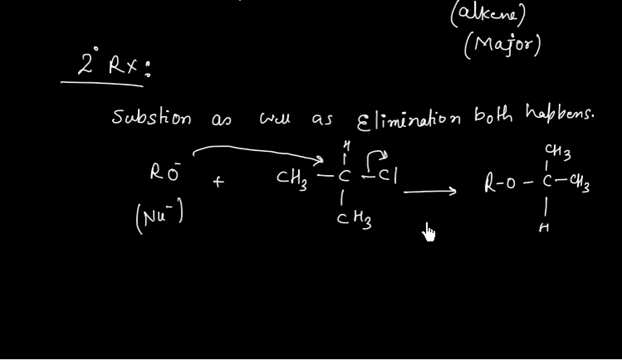 (alkene)
(Major)
2° Rx:
Substion as well as Elimination both happens.
H
CH3
RO⁻ + CH3 — C — Cl → R-O — C — CH3
(Nu⁻)
CH3
H